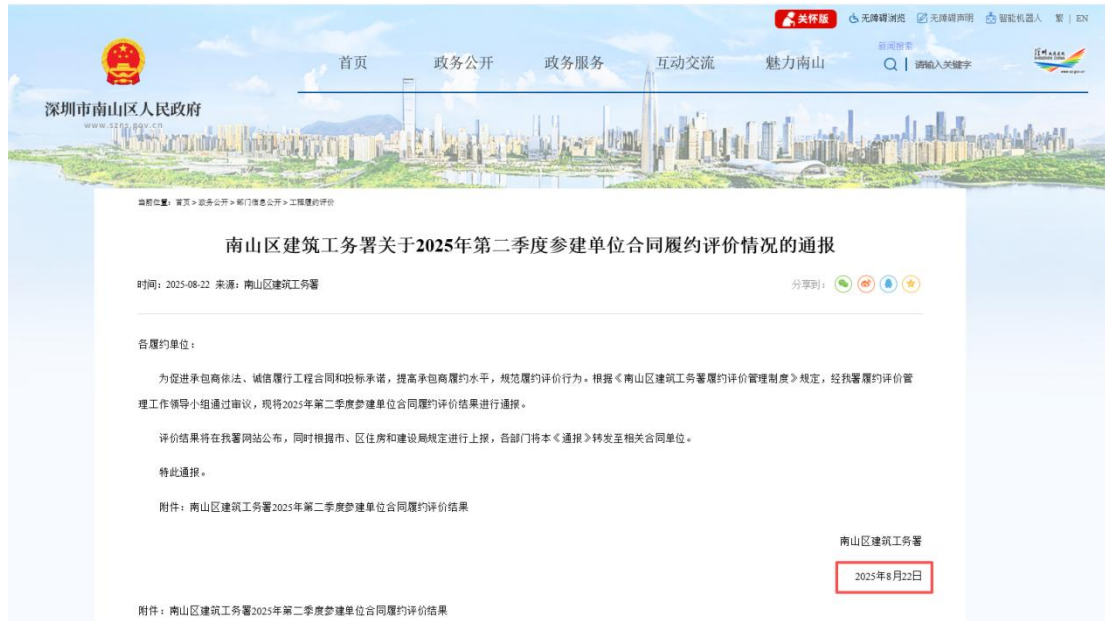 关怀版 无障碍浏览 无障碍声明 智能机器人 繁 | EN
首页 政务公开 政务服务 互动交流 魅力南山
新闻搜索
请输入关键字
深圳市南山区人民政府
www.szns.gov.cn
当前位置：首页>政务公开>部门信息公开>工程履约评价
南山区建筑工务署关于2025年第二季度参建单位合同履约评价情况的通报
时间：2025-08-22 来源：南山区建筑工务署
分享到：
各履约单位：
为促进承包商依法、诚信履行工程合同和投标承诺，提高承包商履约水平，规范履约评价行为。根据《南山区建筑工务署履约评价管理制度》规定，经我署履约评价管
理工作领导小组通过审议，现将2025年第二季度参建单位合同履约评价结果进行通报。
评价结果将在我署网站公布，同时根据市、区住房和建设局规定进行上报，各部门将本《通报》转发至相关合同单位。
特此通报。
附件：南山区建筑工务署2025年第二季度参建单位合同履约评价结果
南山区建筑工务署
2025年8月22日
附件：南山区建筑工务署2025年第二季度参建单位合同履约评价结果